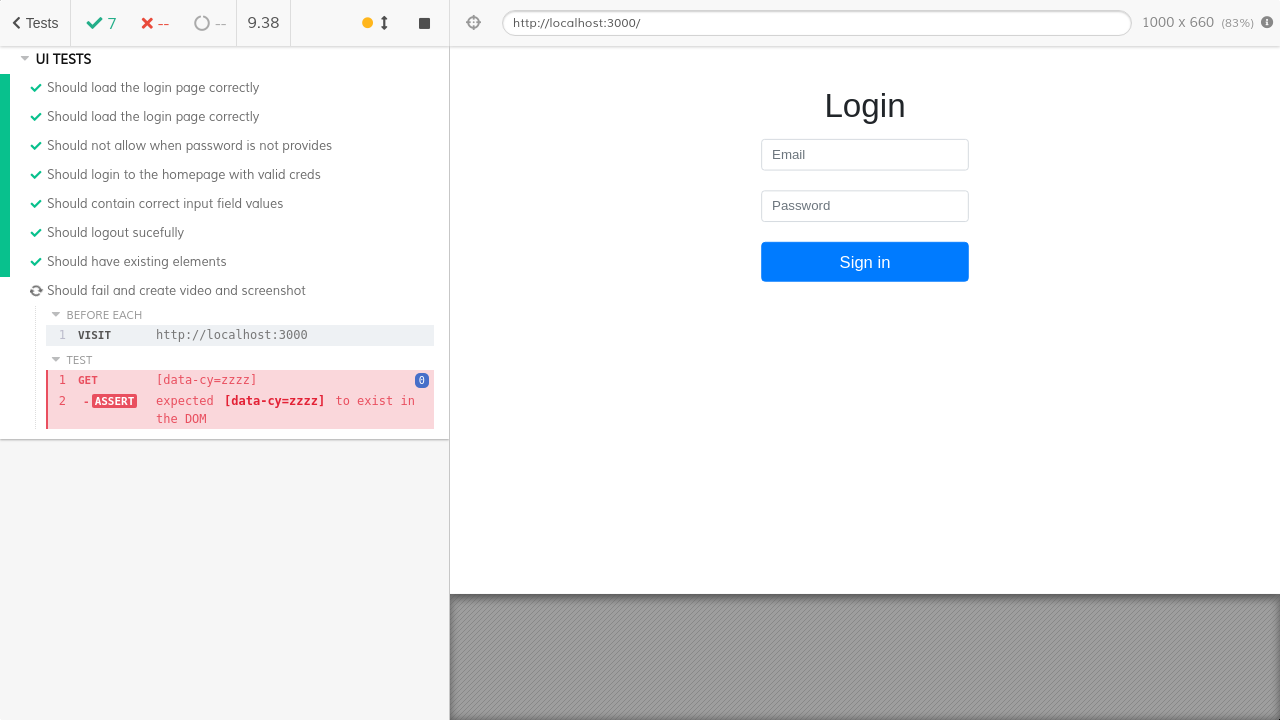 Tests 7 -- -- 9.38
http://localhost:3000/ 1000 x 660 (83%)
UI TESTS
Should load the login page correctly
Should load the login page correctly
Should not allow when password is not provides
Should login to the homepage with valid creds
Should contain correct input field values
Should logout sucefully
Should have existing elements
Should fail and create video and screenshot
BEFORE EACH
1 VISIT http://localhost:3000
TEST
1 GET [data-cy=zzzz] 0
2 -ASSERT expected [data-cy=zzzz] to exist in
the DOM
Login
Email
Password
Sign in